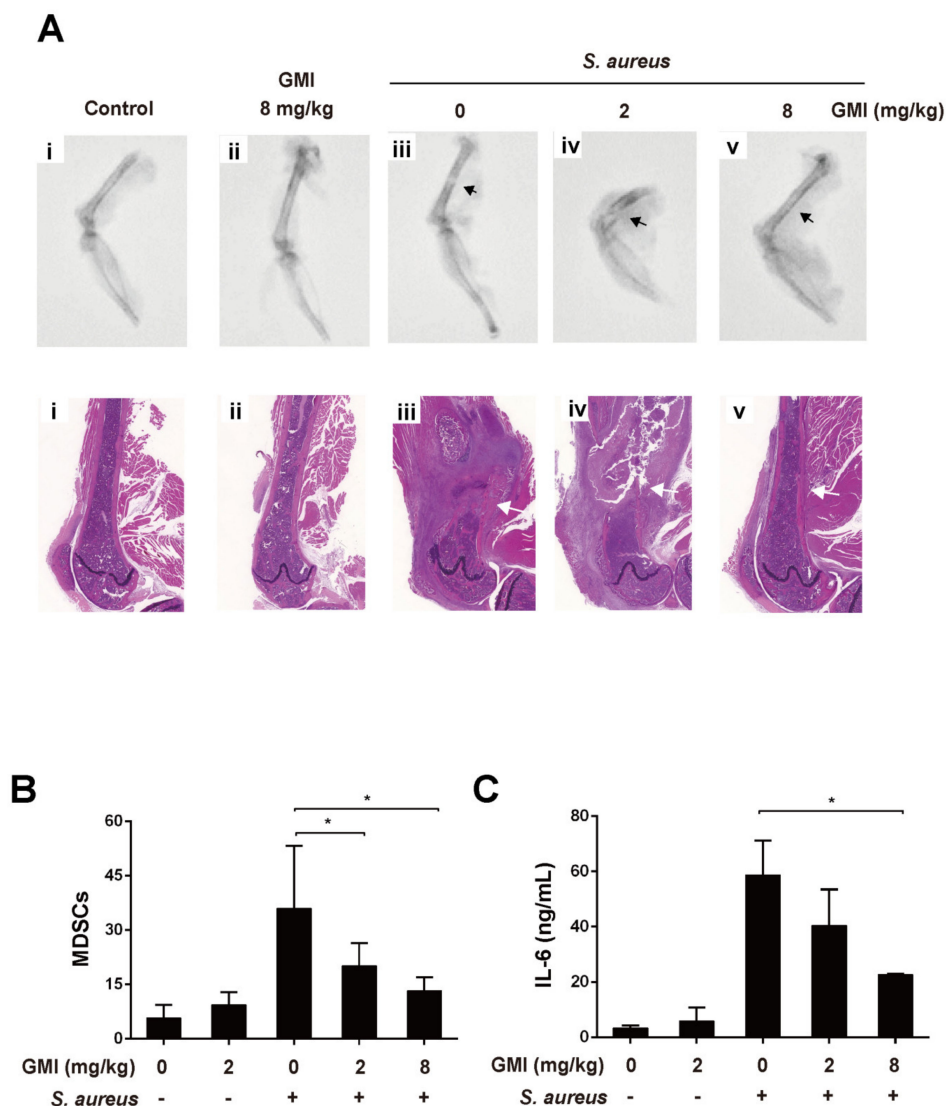 A
S. aureus
GMI
8 mg/kg
Control
0
2
8
GMI (mg/kg)
i
ii
iii
iv
v
i
ii
iii
iv
v
B
MDSCs
60
45
30
15
0
*
*
GMI (mg/kg) 0 2 0 2 8
S. aureus - - + + +
C
IL-6 (ng/mL)
80
60
40
20
0
*
0 2 0 2 8 GMI (mg/kg)
- - + + + S. aureus